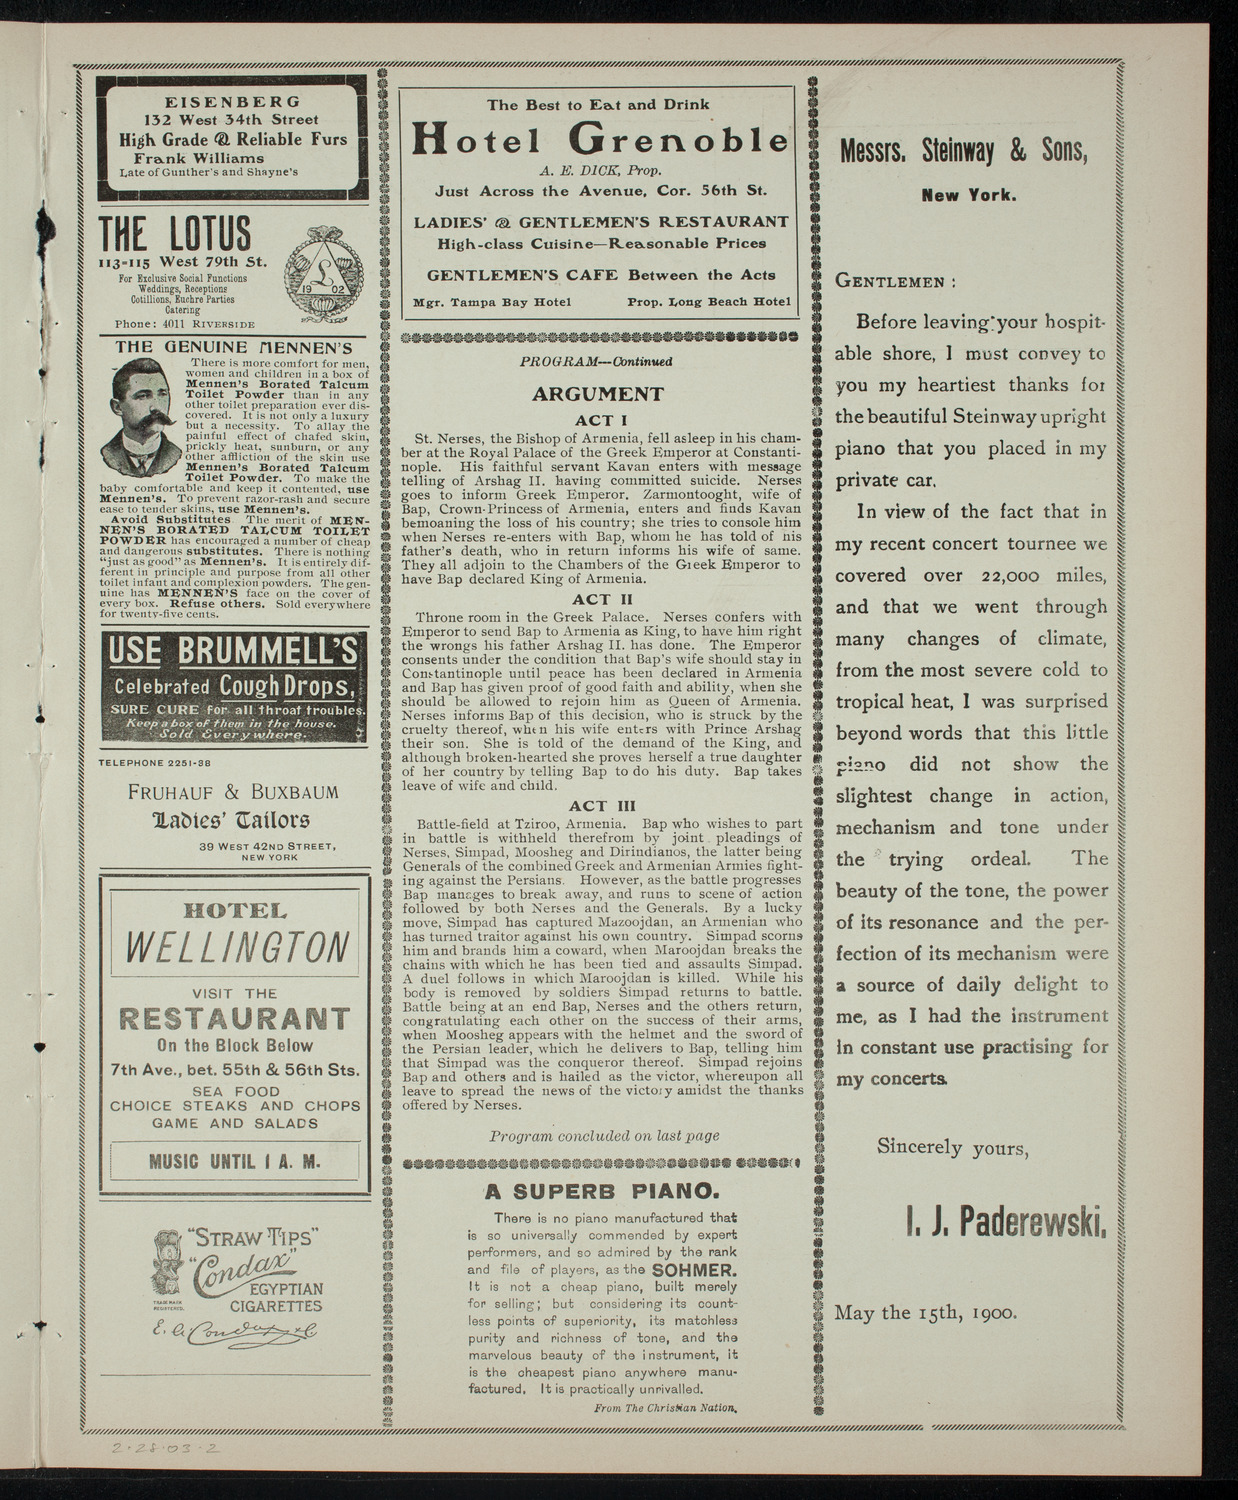 EISENBERG
132 West 34th Street
High Grade & Reliable Furs
Frank Williams
Late of Gunther's and Shayne's
THE LOTUS
113-115 West 79th St.
For Exclusive Social Functions
Weddings, Receptions
Cotillions, Euchre Parties
Catering
Phone: 4011 RIVERSIDE
L
19 02
THE GENUINE MENNEN'S
There is more comfort for men,
women and children in a box of
Mennen's Borated Talcum
Toilet Powder than in any
other toilet preparation ever dis-
covered. It is not only a luxury
but a necessity. To allay the
painful effect of chafed skin,
prickly heat, sunburn, or any
other affliction of the skin use
Mennen's Borated Talcum
Toilet Powder. To make the
baby comfortable and keep it contented, use
Mennen's. To prevent razor-rash and secure
ease to tender skins, use Mennen's.
Avoid Substitutes The merit of MEN-
NEN'S BORATED TALCUM TOILET
POWDER has encouraged a number of cheap
and dangerous substitutes. There is nothing
"just as good" as Mennen's. It is entirely dif-
ferent in principle and purpose from all other
toilet infant and complexion powders. The gen-
uine has MENNEN'S face on the cover of
every box. Refuse others. Sold everywhere
for twenty-five cents.
USE BRUMMELL'S
Celebrated Cough Drops,
SURE CURE for all throat troubles.
Keep a box of them in the house.
Sold Everywhere.
TELEPHONE 2251-38
FRUHAUF & BUXBAUM
Ladies' Tailors
39 WEST 42ND STREET,
NEW YORK
HOTEL
WELLINGTON
VISIT THE
RESTAURANT
On the Block Below
7th Ave., bet. 55th & 56th Sts.
SEA FOOD
CHOICE STEAKS AND CHOPS
GAME AND SALADS
MUSIC UNTIL 1 A. M.
"STRAW TIPS"
"Condax"
EGYPTIAN
CIGARETTES
TRADE MARK
REGISTERED.
E. A. Condax & Co
The Best to Eat and Drink
Hotel Grenoble
A. E. DICK, Prop.
Just Across the Avenue, Cor. 56th St.
LADIES' & GENTLEMEN'S RESTAURANT
High-class Cuisine—Reasonable Prices
GENTLEMEN'S CAFE Between the Acts
Mgr. Tampa Bay Hotel Prop. Long Beach Hotel
PROGRAM—Continued
ARGUMENT
ACT I
St. Nerses, the Bishop of Armenia, fell asleep in his cham-
ber at the Royal Palace of the Greek Emperor at Constanti-
nople. His faithful servant Kavan enters with message
telling of Arshag II. having committed suicide. Nerses
goes to inform Greek Emperor. Zarmontooght, wife of
Bap, Crown-Princess of Armenia, enters and finds Kavan
bemoaning the loss of his country; she tries to console him
when Nerses re-enters with Bap, whom he has told of his
father's death, who in return informs his wife of same.
They all adjoin to the Chambers of the Greek Emperor to
have Bap declared King of Armenia.
ACT II
Throne room in the Greek Palace. Nerses confers with
Emperor to send Bap to Armenia as King, to have him right
the wrongs his father Arshag II. has done. The Emperor
consents under the condition that Bap's wife should stay in
Constantinople until peace has been declared in Armenia
and Bap has given proof of good faith and ability, when she
should be allowed to rejoin him as Queen of Armenia.
Nerses informs Bap of this decision, who is struck by the
cruelty thereof, when his wife enters with Prince Arshag
their son. She is told of the demand of the King, and
although broken-hearted she proves herself a true daughter
of her country by telling Bap to do his duty. Bap takes
leave of wife and child.
ACT III
Battle-field at Tziroo, Armenia. Bap who wishes to part
in battle is withheld therefrom by joint pleadings of
Nerses, Simpad, Moosheg and Dirindianos, the latter being
Generals of the combined Greek and Armenian Armies fight-
ing against the Persians. However, as the battle progresses
Bap manages to break away, and runs to scene of action
followed by both Nerses and the Generals. By a lucky
move, Simpad has captured Mazoojdan, an Armenian who
has turned traitor against his own country. Simpad scorns
him and brands him a coward, when Maroojdan breaks the
chains with which he has been tied and assaults Simpad.
A duel follows in which Maroojdan is killed. While his
body is removed by soldiers Simpad returns to battle.
Battle being at an end Bap, Nerses and the others return,
congratulating each other on the success of their arms,
when Moosheg appears with the helmet and the sword of
the Persian leader, which he delivers to Bap, telling him
that Simpad was the conqueror thereof. Simpad rejoins
Bap and others and is hailed as the victor, whereupon all
leave to spread the news of the victory amidst the thanks
offered by Nerses.
Program concluded on last page
A SUPERB PIANO.
There is no piano manufactured that
is so universally commended by expert
performers, and so admired by the rank
and file of players, as the SOHMER.
It is not a cheap piano, built merely
for selling; but considering its count-
less points of superiority, its matchless
purity and richness of tone, and the
marvelous beauty of the instrument, it
is the cheapest piano anywhere manu-
factured. It is practically unrivalled.
From The Christian Nation.
Messrs. Steinway & Sons,
New York.
GENTLEMEN:
Before leaving your hospit-
able shore, I must convey to
you my heartiest thanks for
the beautiful Steinway upright
piano that you placed in my
private car.
In view of the fact that in
my recent concert tournee we
covered over 22,000 miles,
and that we went through
many changes of climate,
from the most severe cold to
tropical heat, I was surprised
beyond words that this little
piano did not show the
slightest change in action,
mechanism and tone under
the trying ordeal. The
beauty of the tone, the power
of its resonance and the per-
fection of its mechanism were
a source of daily delight to
me, as I had the instrument
in constant use practising for
my concerts.
Sincerely yours,
I. J. Paderewski.
May the 15th, 1900.
2-28-03-2